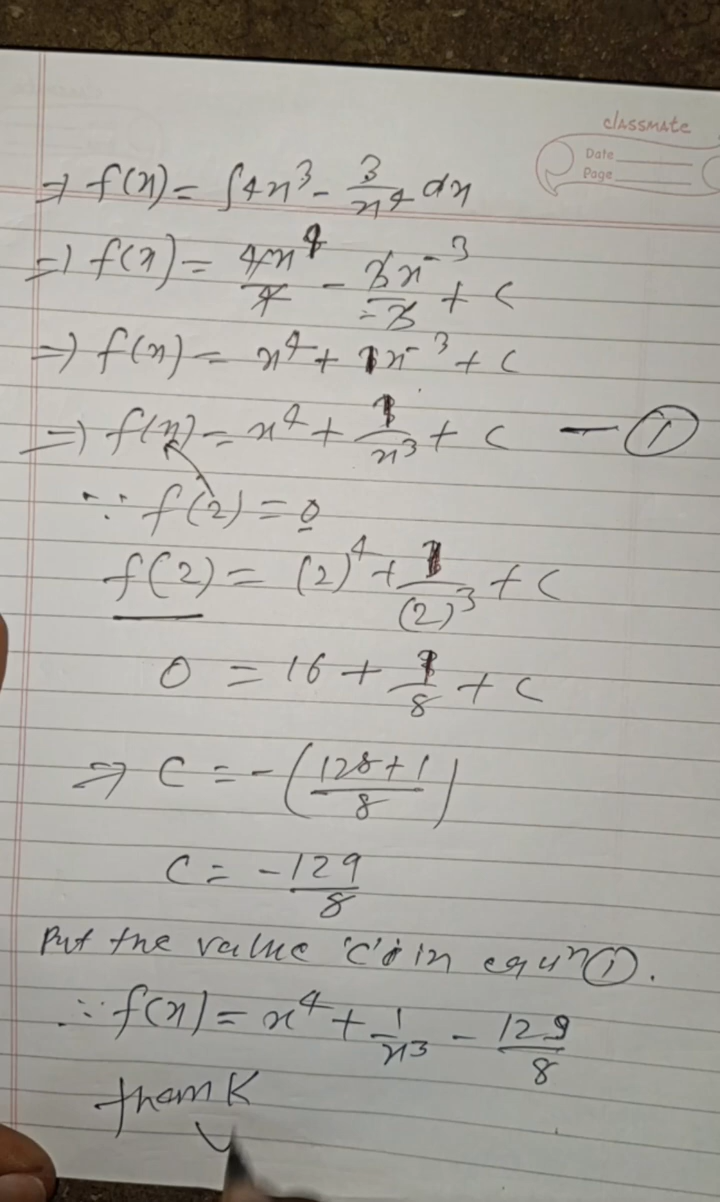 classmate
Date
Page
⇒ f(x) = ∫4x³ - 3/x⁴ dx
⇒ f(x) = 4x⁴/4 - 3x⁻³/-3 + c
⇒ f(x) = x⁴ + 1x⁻³ + c
⇒ f(x) = x⁴ + 1/x³ + c — ①
∵ f(2) = 0
f(2) = (2)⁴ + 1/(2)³ + c
0 = 16 + 1/8 + c
⇒ c = -(128+1/8)
c = -129/8
Put the value 'c' in equⁿ ①.
∴ f(x) = x⁴ + 1/x³ - 129/8
thank